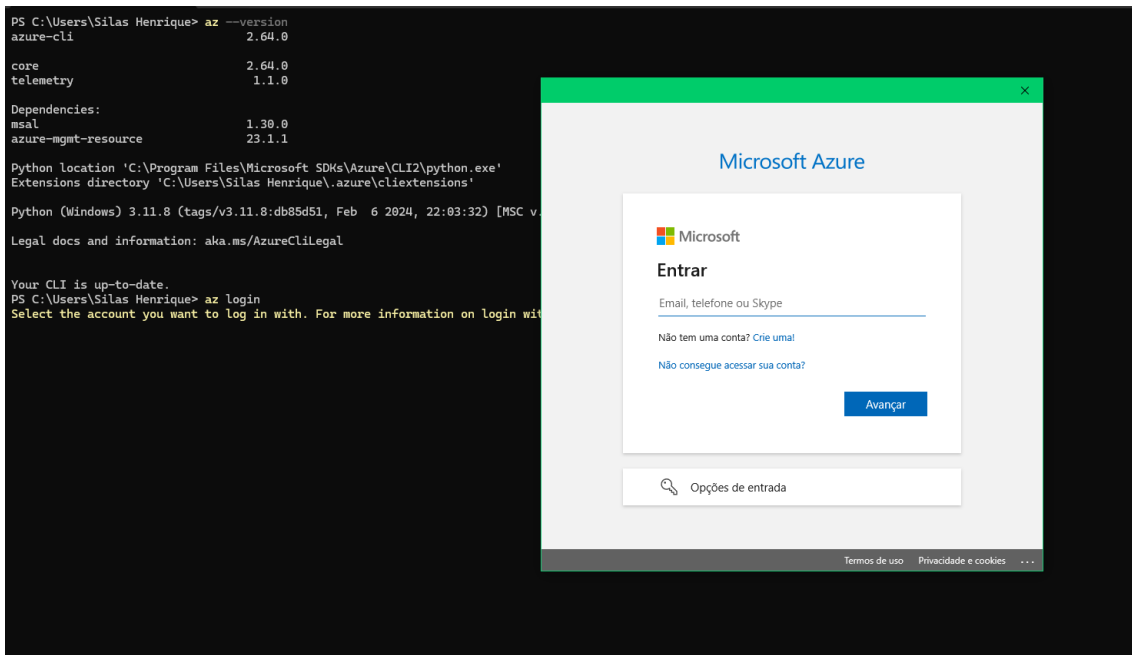 PS C:\Users\Silas Henrique> az --version
azure-cli                         2.64.0
core                              2.64.0
telemetry                          1.1.0
Dependencies:
msal                              1.30.0
azure-mgmt-resource               23.1.1
Python location 'C:\Program Files\Microsoft SDKs\Azure\CLI2\python.exe'
Extensions directory 'C:\Users\Silas Henrique\.azure\cliextensions'
Python (Windows) 3.11.8 (tags/v3.11.8:db85d51, Feb  6 2024, 22:03:32) [MSC v.
Legal docs and information: aka.ms/AzureCliLegal
Your CLI is up-to-date.
PS C:\Users\Silas Henrique> az login
Select the account you want to log in with. For more information on login wit
Microsoft Azure
Microsoft
Entrar
Email, telefone ou Skype
Não tem uma conta? Crie uma!
Não consegue acessar sua conta?
Avançar
Opções de entrada
Termos de uso Privacidade e cookies ...